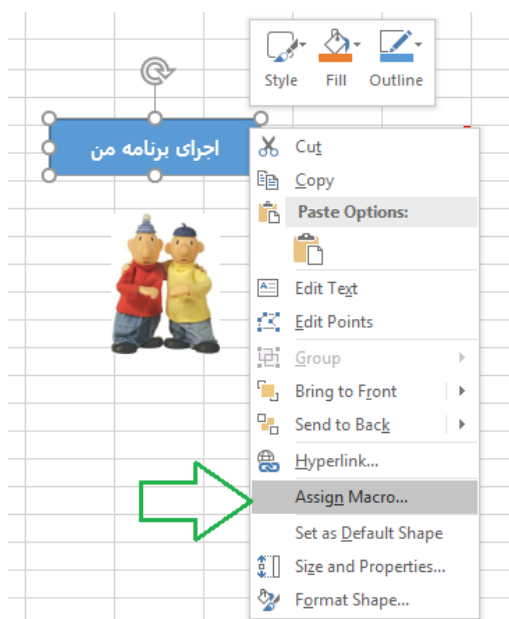 Style Fill Outline
اجرای برنامه من
Cut
Copy
Paste Options:
Edit Text
Edit Points
Group
Bring to Front
Send to Back
Hyperlink...
Assign Macro...
Set as Default Shape
Size and Properties...
Format Shape...